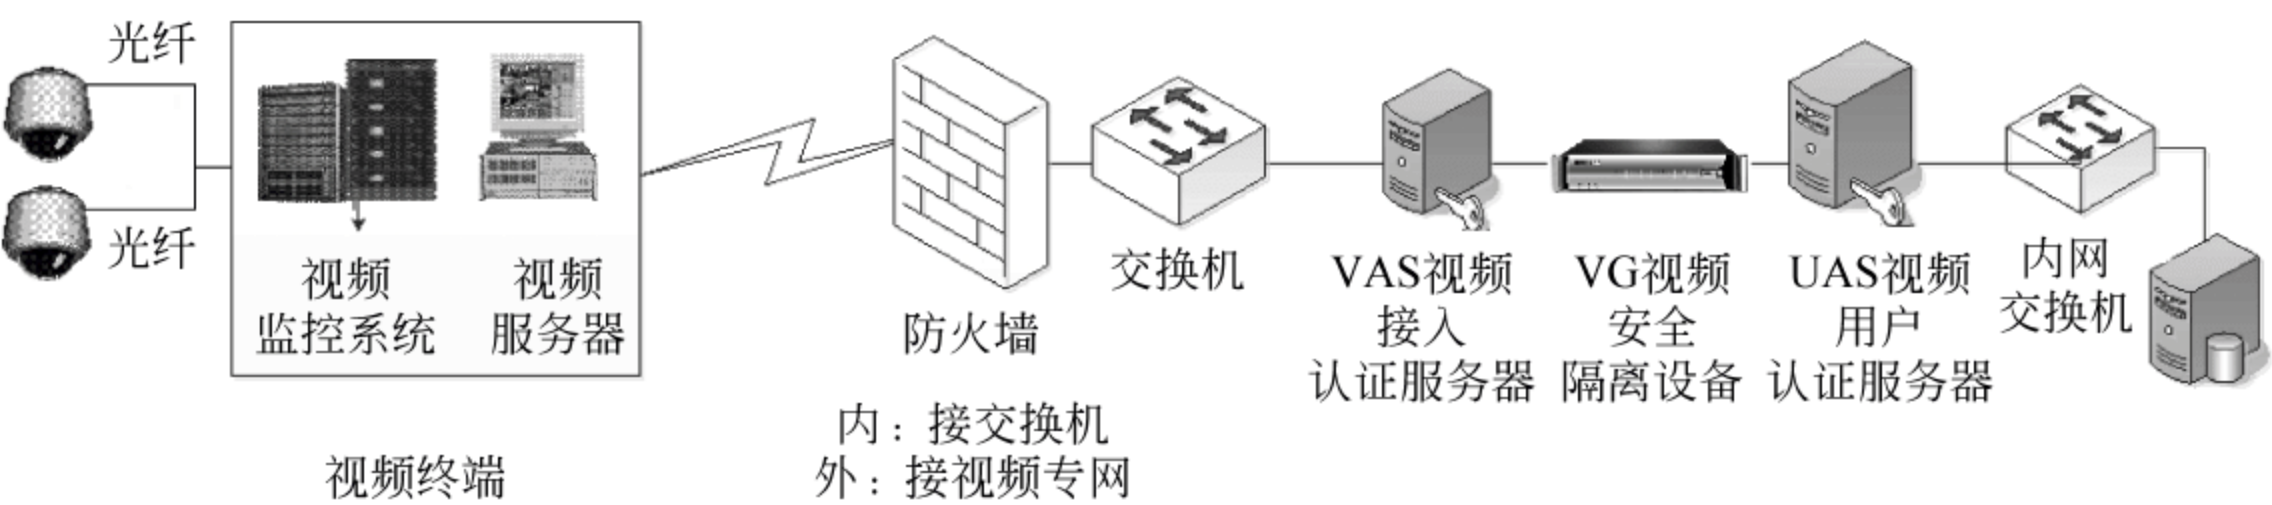 光纤
光纤
视频
监控系统
视频
服务器
视频终端
防火墙
内：接交换机
外：接视频专网
交换机
VAS视频
接入
认证服务器
VG视频
安全
隔离设备
UAS视频
用户
认证服务器
内网
交换机